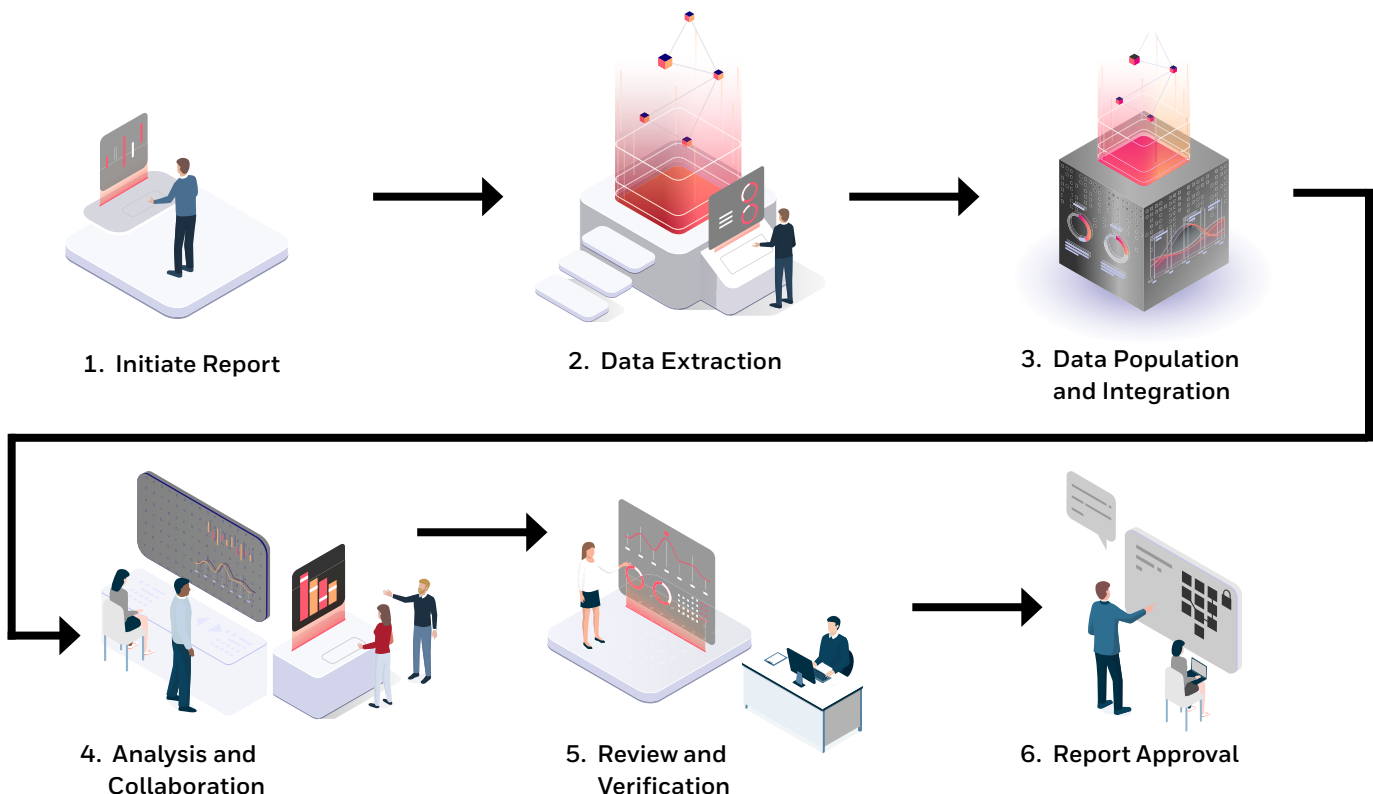 1. Initiate Report
2. Data Extraction
3. Data Population
and Integration
4. Analysis and
Collaboration
5. Review and
Verification
6. Report Approval